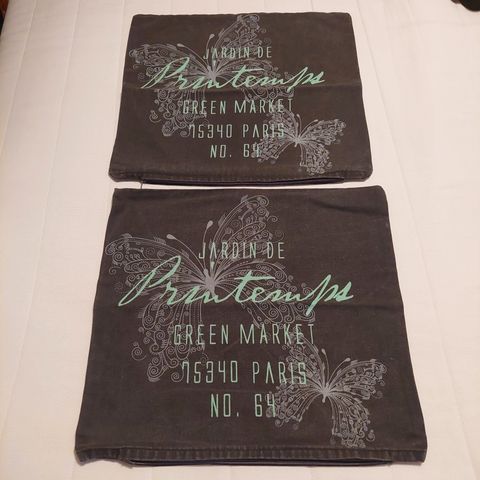 JARDIN DE
Printemps
GREEN MARKET
75340 PARIS
NO. 64
JARDIN DE
Printemps
GREEN MARKET
75340 PARIS
NO. 64